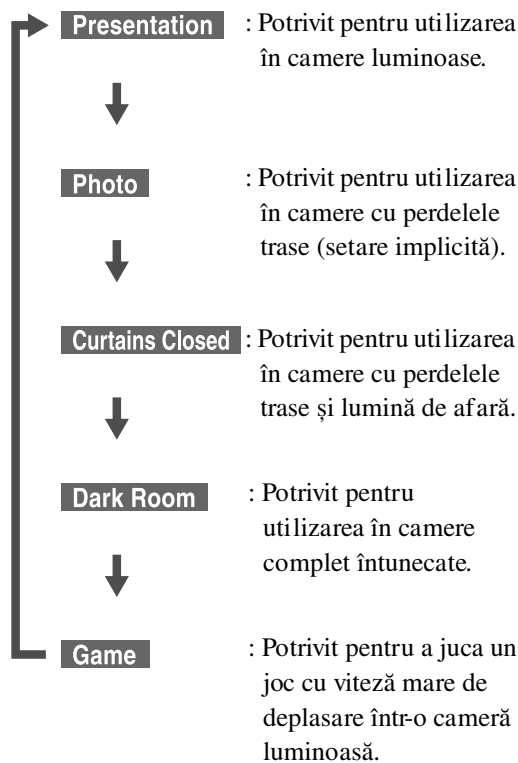 Presentation : Potrivit pentru utilizarea
în camere luminoase.
Photo : Potrivit pentru utilizarea
în camere cu perdelele
trase (setare implicită).
Curtains Closed : Potrivit pentru utilizarea
în camere cu perdelele
trase și lumină de afară.
Dark Room : Potrivit pentru
utilizarea în camere
complet întunecate.
Game : Potrivit pentru a juca un
joc cu viteză mare de
deplasare într-o cameră
luminoasă.